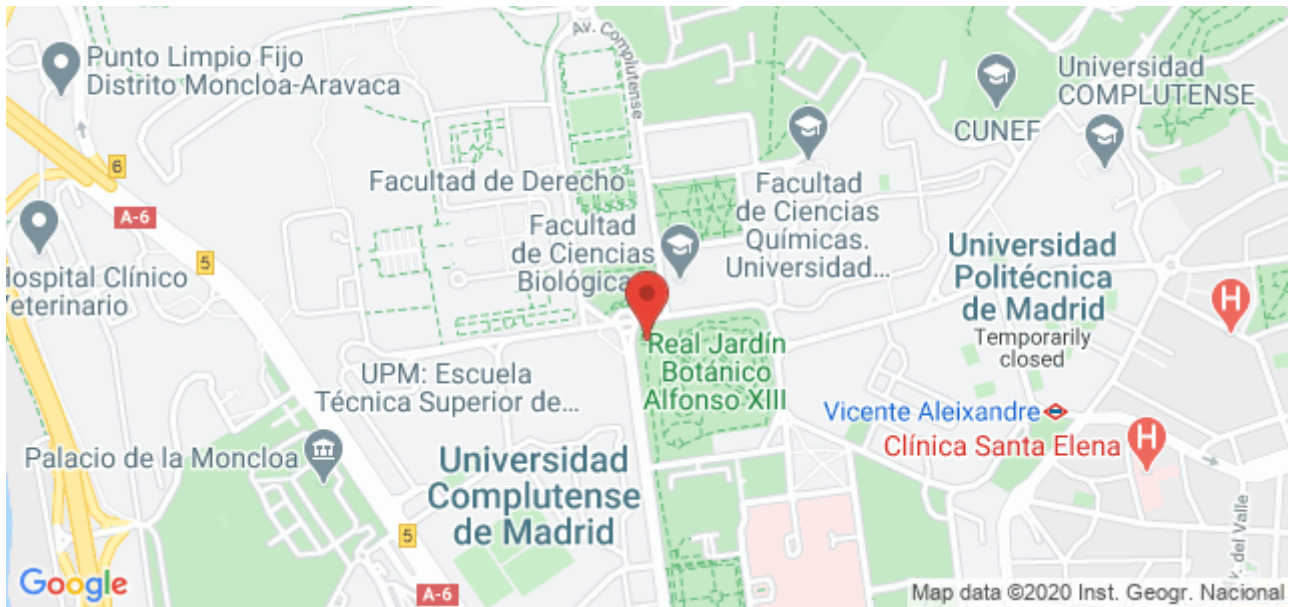 Av. Complutense
Punto Limpio Fijo
Distrito Moncloa-Aravaca
Universidad
COMPLUTENSE
CUNEF
6
Facultad de Derecho
Facultad
de Ciencias
Químicas.
Universidad...
A-6
Facultad
de Ciencias
Biológica
5
Universidad
Politécnica
de Madrid
Temporarily
closed
Hospital Clínico
Veterinario
H
Real Jardín
Botánico
Alfonso XIII
UPM: Escuela
Técnica Superior de...
Vicente Aleixandre
Clínica Santa Elena
H
Palacio de la Moncloa
Universidad
Complutense
de Madrid
5
v. del Valle
A-6
Google
Map data ©2020 Inst. Geogr. Nacional